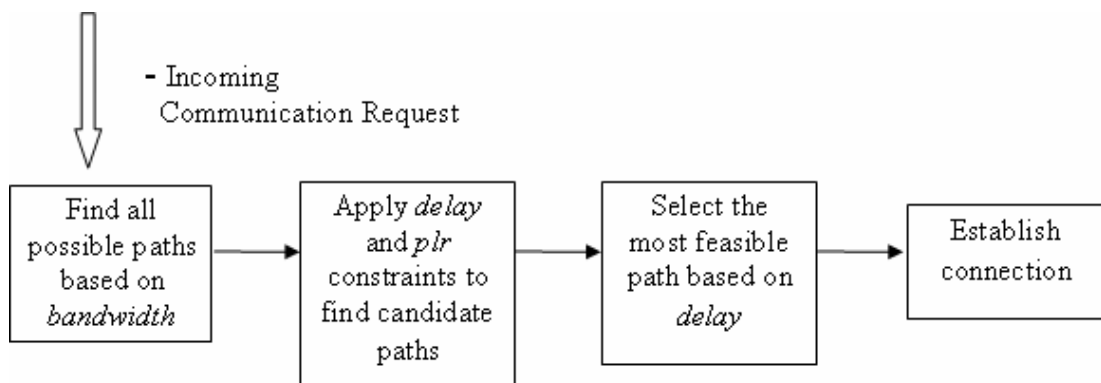 - Incoming
Communication Request
Find all
possible paths
based on
bandwidth
Apply delay
and plr
constraints to
find candidate
paths
Select the
most feasible
path based on
delay
Establish
connection